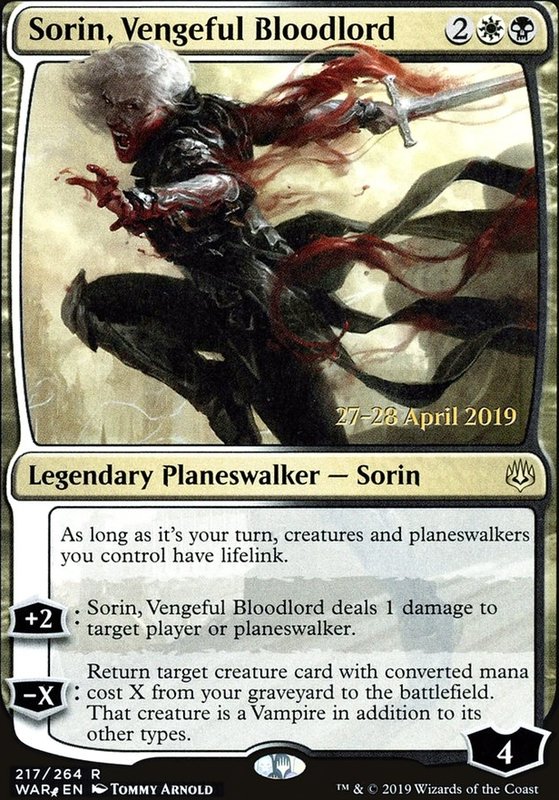 Sorin, Vengeful Bloodlord 2
27-28 April 2019
Legendary Planeswalker — Sorin
As long as it's your turn, creatures and planeswalkers
you control have lifelink.
+2 : Sorin, Vengeful Bloodlord deals 1 damage to
target player or planeswalker.
Return target creature card with converted mana
−X : cost X from your graveyard to the battlefield.
That creature is a Vampire in addition to its
other types.
4
217/264 R
WAR EN TOMMY ARNOLD
™ & © 2019 Wizards of the Coast